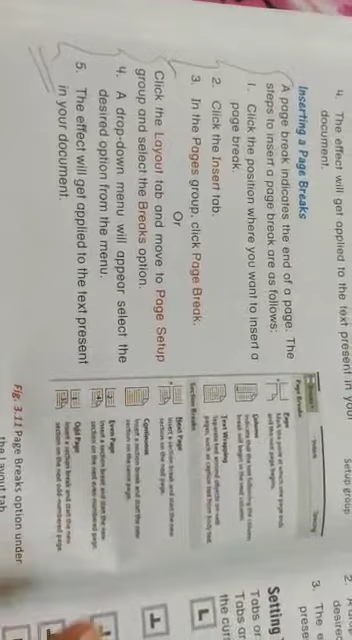 4. The effect will get applied to the text present in your
document.
Inserting a Page Breaks
A page break indicates the end of a page. The
steps to insert a page break are as follows:
1. Click the position where you want to insert a
page break.
2. Click the Insert tab.
3. In the Pages group, click Page Break.
Or
Click the Layout tab and move to Page Setup
group and select the Breaks option.
4. A drop-down menu will appear select the
desired option from the menu.
5. The effect will get applied to the text present
in your document.
Setup group
Breaks
Indent
Spacing
Page Breaks
Page
Mark the point at which one page ends
and the next page begins.
Column
Indicate that the text following the column
break will begin in the next column.
Text Wrapping
Separate text around objects on web
pages, such as caption text from body text.
Section Breaks
Next Page
Insert a section break and start the new
section on the next page.
Continuous
Insert a section break and start the new
section on the same page.
Even Page
Insert a section break and start the new
section on the next even-numbered page.
Odd Page
Insert a section break and start the new
section on the next odd-numbered page.
Fig. 3.11 Page Breaks option under
the Layout tab
2.
desired
3. The
prese
Setting
Tabs or
Tabs ar
the cur